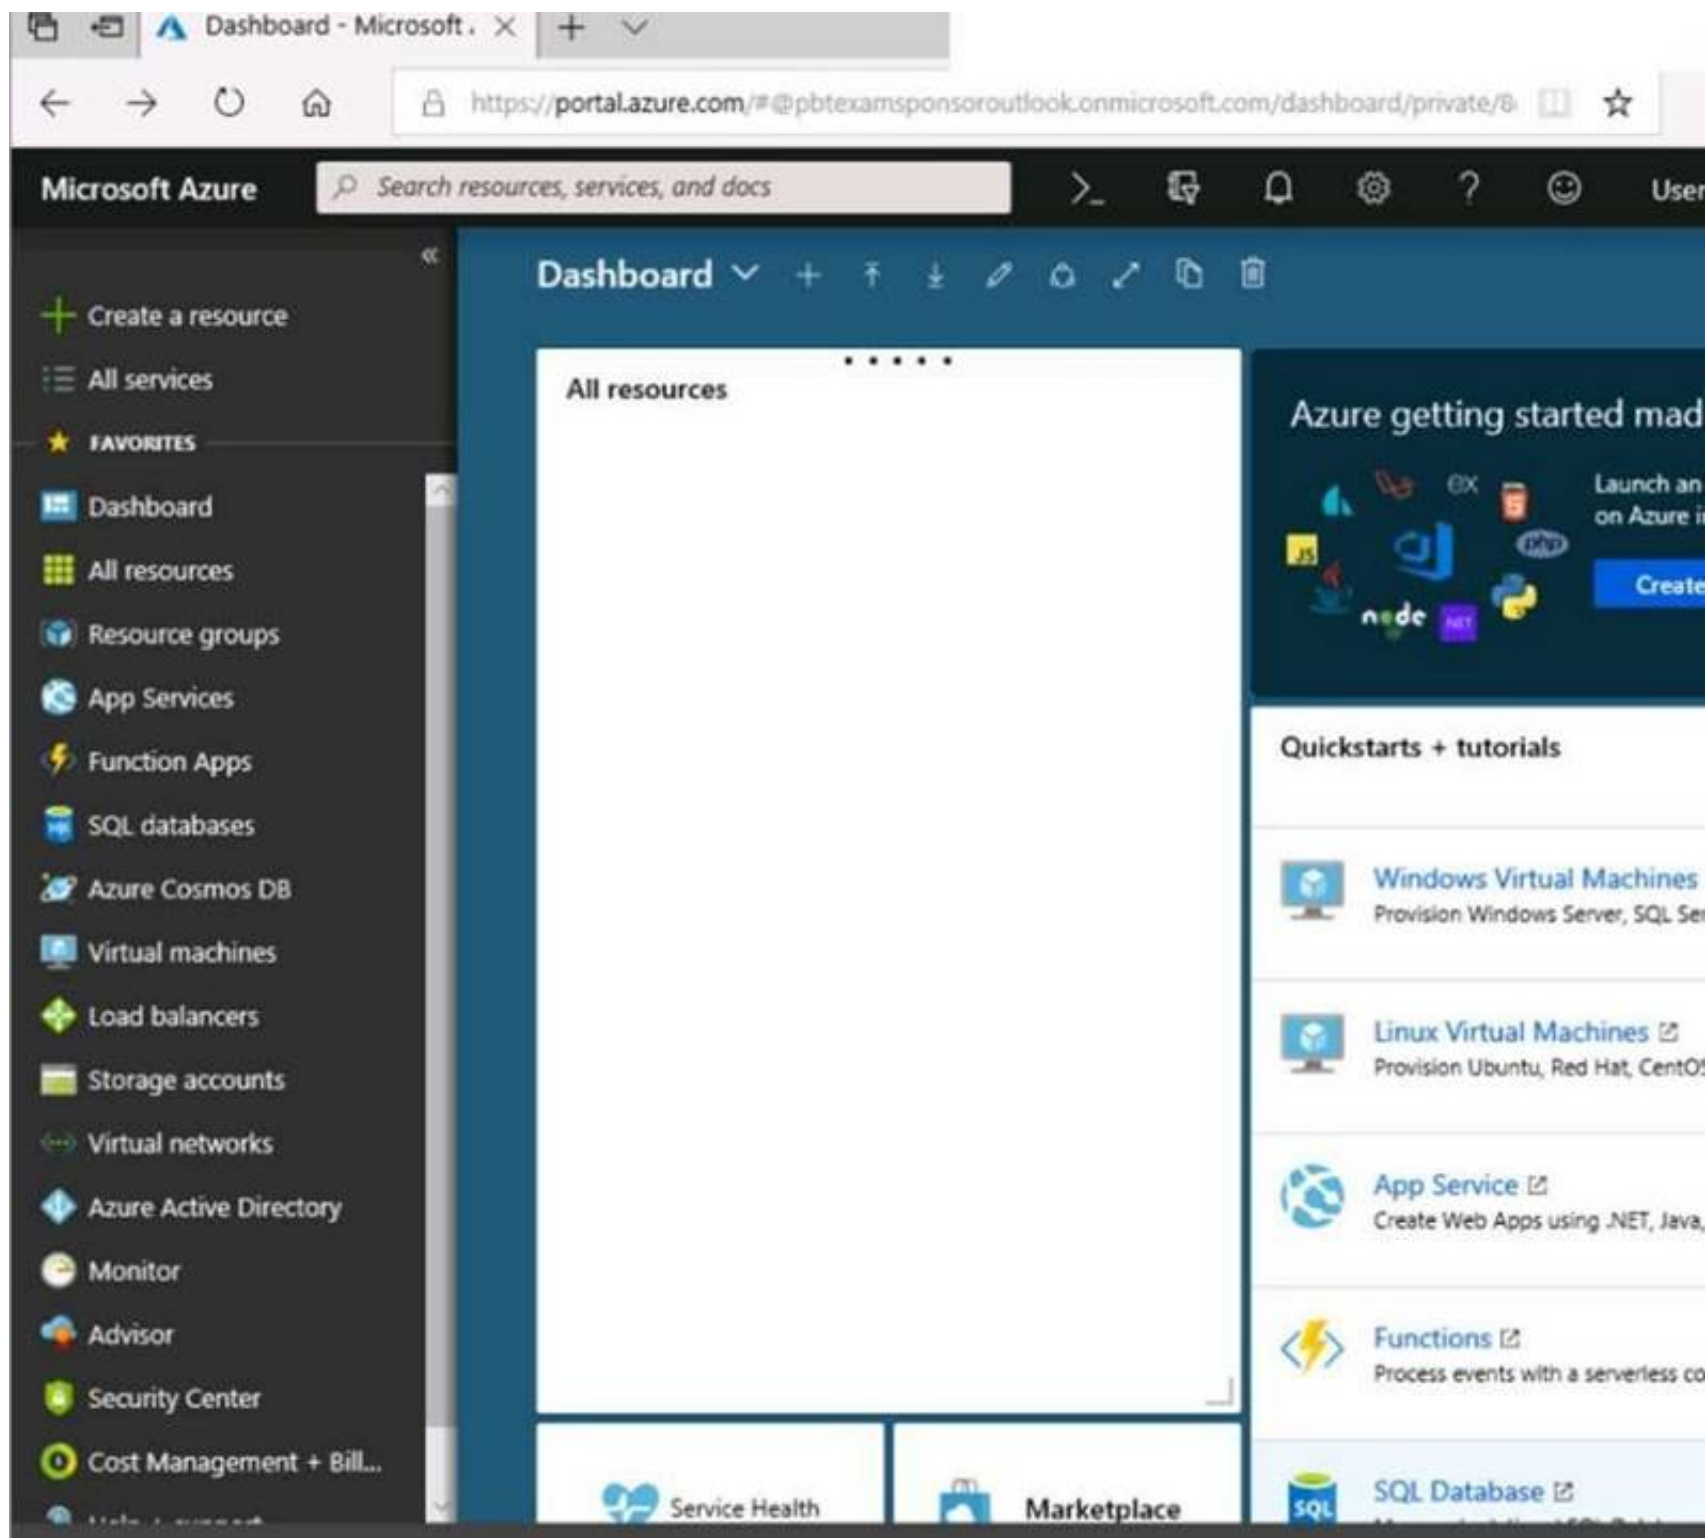 Dashboard - Microsoft .
https://portal.azure.com/#@pbtexamsponsoroutlook.onmicrosoft.com/dashboard/private/8
Microsoft Azure
Search resources, services, and docs
User
Create a resource
All services
FAVORITES
Dashboard
All resources
Resource groups
App Services
Function Apps
SQL databases
Azure Cosmos DB
Virtual machines
Load balancers
Storage accounts
Virtual networks
Azure Active Directory
Monitor
Advisor
Security Center
Cost Management + Bill...
Dashboard
All resources
Service Health
Marketplace
Azure getting started mad
Launch an
on Azure i
Create
JS
ex
php
node
.NET
Quickstarts + tutorials
Windows Virtual Machines
Provision Windows Server, SQL Ser
Linux Virtual Machines
Provision Ubuntu, Red Hat, CentOS
App Service
Create Web Apps using .NET, Java,
Functions
Process events with a serverless co
SQL
SQL Database